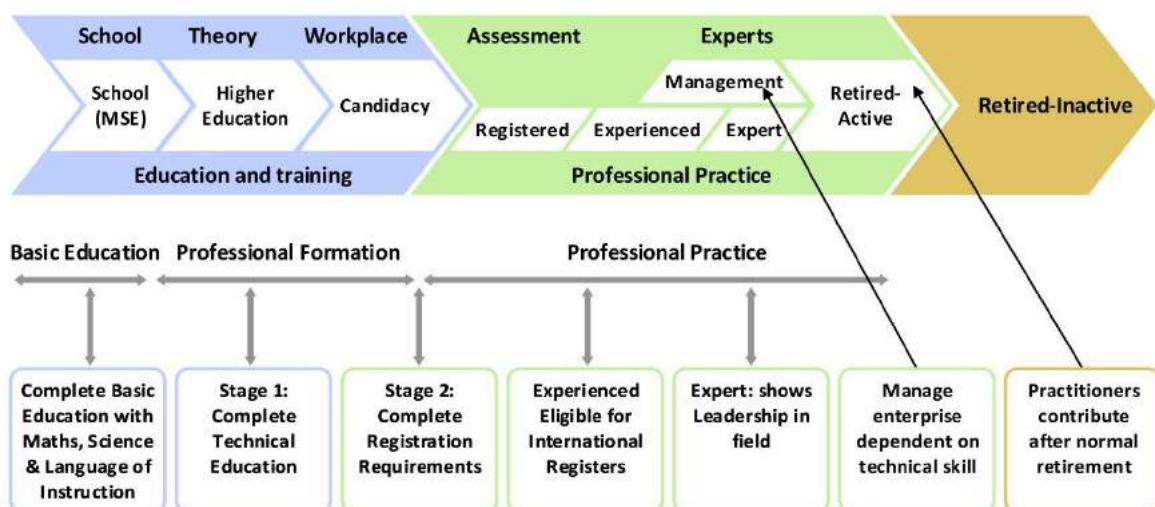 School Theory Workplace Assessment Experts
School
(MSE)
Higher
Education
Candidacy
Management
Registered Experienced Expert
Retired-
Active
Retired-Inactive
Education and training Professional Practice
Basic Education Professional Formation Professional Practice
Complete Basic
Education with
Maths, Science
& Language of
Instruction
Stage 1:
Complete
Technical
Education
Stage 2:
Complete
Registration
Requirements
Experienced
Eligible for
International
Registers
Expert: shows
Leadership in
field
Manage
enterprise
dependent on
technical skill
Practitioners
contribute
after normal
retirement